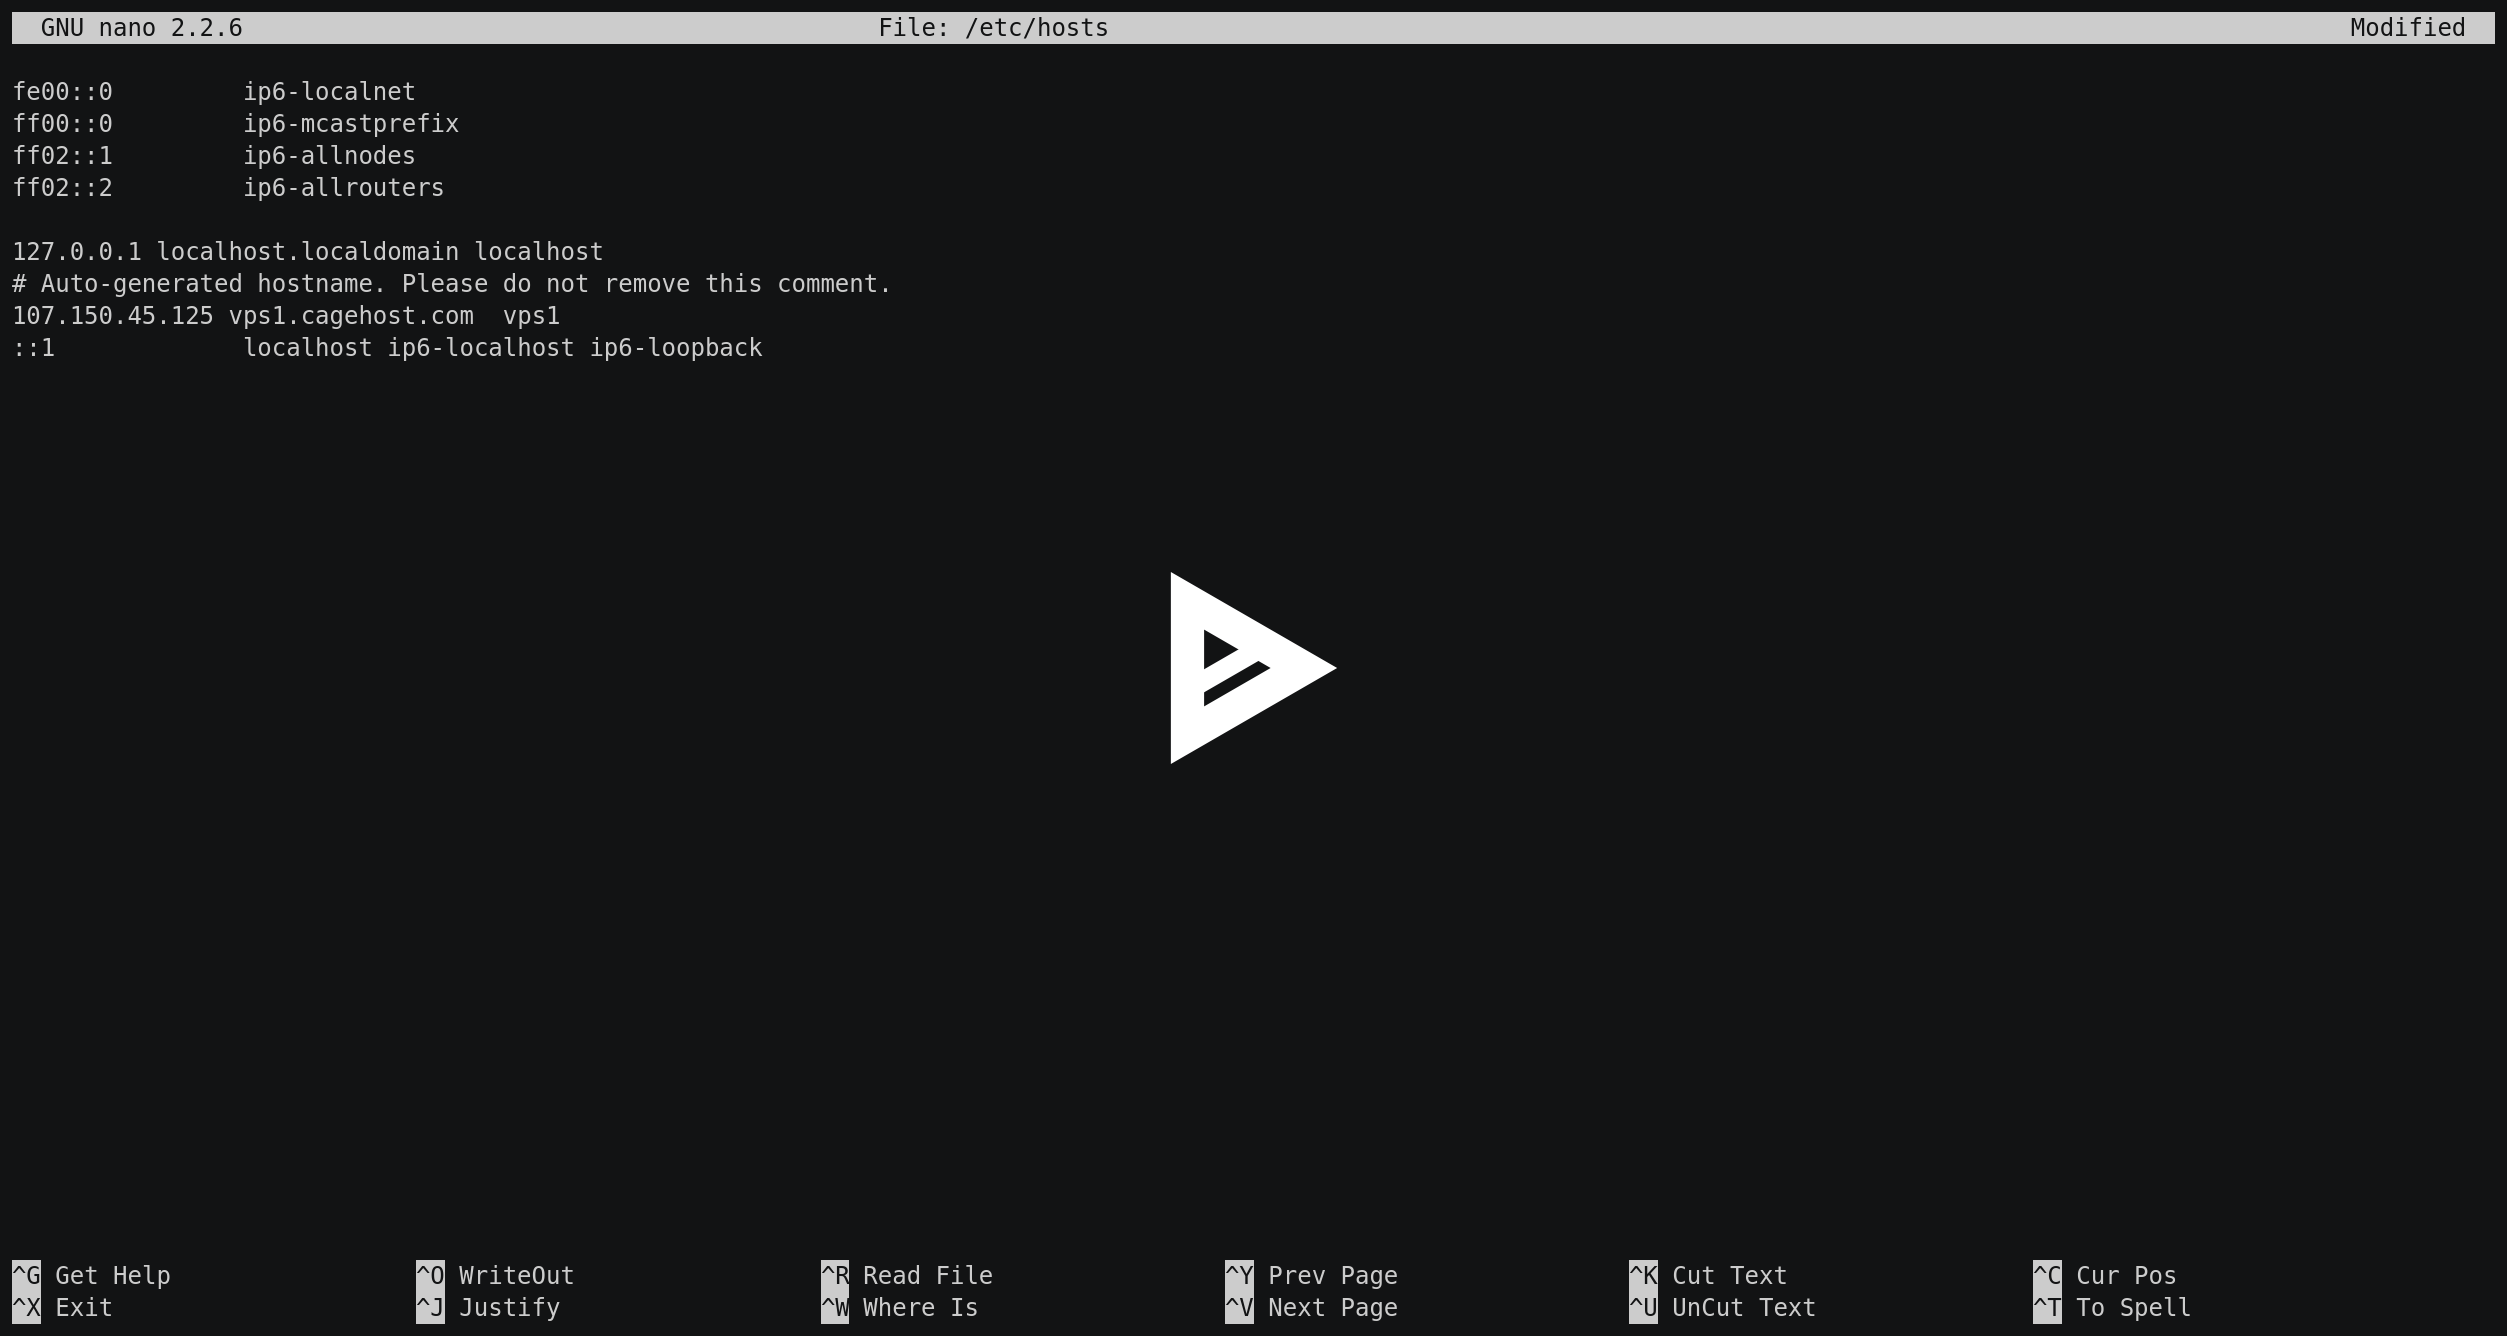 GNU nano 2.2.6 File: /etc/hosts Modified
fe00::0 ip6-localnet
ff00::0 ip6-mcastprefix
ff02::1 ip6-allnodes
ff02::2 ip6-allrouters
127.0.0.1 localhost.localdomain localhost
# Auto-generated hostname. Please do not remove this comment.
107.150.45.125 vps1.cagehost.com  vps1
::1 localhost ip6-localhost ip6-loopback
^G Get Help ^O WriteOut ^R Read File ^Y Prev Page ^K Cut Text ^C Cur Pos
^X Exit ^J Justify ^W Where Is ^V Next Page ^U UnCut Text ^T To Spell